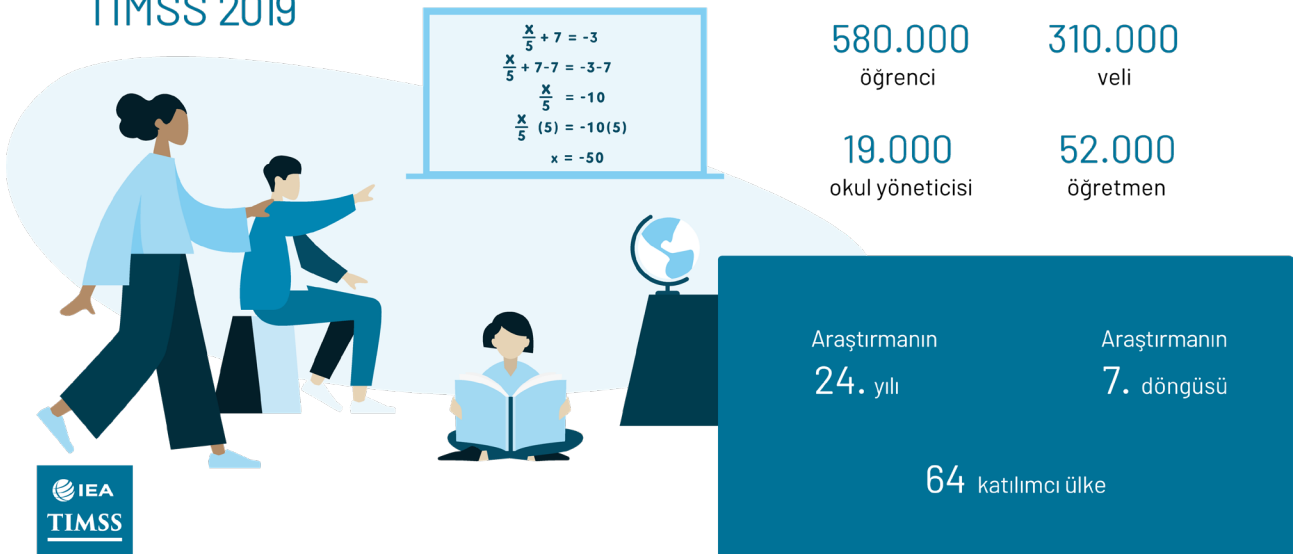 TIMSS 2019
x/5 + 7 = -3
x/5 + 7-7 = -3-7
x/5 = -10
x/5 (5) = -10(5)
x = -50
580.000
öğrenci
310.000
veli
19.000
okul yöneticisi
52.000
öğretmen
Araştırmanın
24. yılı
Araştırmanın
7. döngüsü
64 katılımcı ülke
IEA
TIMSS